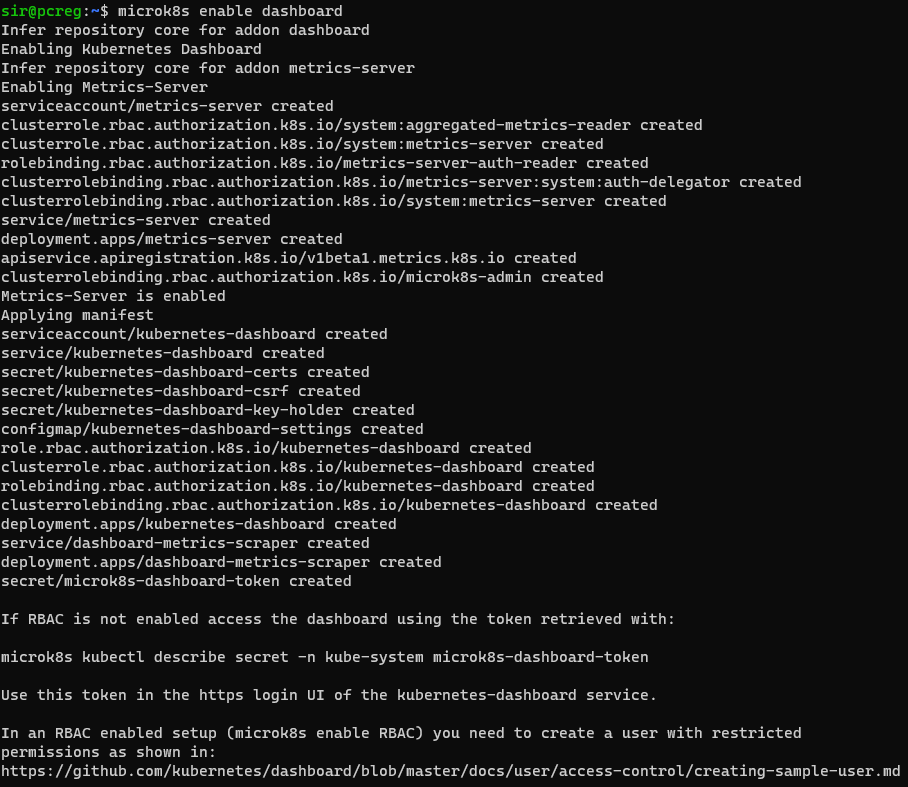 sir@pcreg:~$ microk8s enable dashboard
Infer repository core for addon dashboard
Enabling Kubernetes Dashboard
Infer repository core for addon metrics-server
Enabling Metrics-Server
serviceaccount/metrics-server created
clusterrole.rbac.authorization.k8s.io/system:aggregated-metrics-reader created
clusterrole.rbac.authorization.k8s.io/system:metrics-server created
rolebinding.rbac.authorization.k8s.io/metrics-server-auth-reader created
clusterrolebinding.rbac.authorization.k8s.io/metrics-server:system:auth-delegator created
clusterrolebinding.rbac.authorization.k8s.io/system:metrics-server created
service/metrics-server created
deployment.apps/metrics-server created
apiservice.apiregistration.k8s.io/v1beta1.metrics.k8s.io created
clusterrolebinding.rbac.authorization.k8s.io/microk8s-admin created
Metrics-Server is enabled
Applying manifest
serviceaccount/kubernetes-dashboard created
service/kubernetes-dashboard created
secret/kubernetes-dashboard-certs created
secret/kubernetes-dashboard-csrf created
secret/kubernetes-dashboard-key-holder created
configmap/kubernetes-dashboard-settings created
role.rbac.authorization.k8s.io/kubernetes-dashboard created
clusterrole.rbac.authorization.k8s.io/kubernetes-dashboard created
rolebinding.rbac.authorization.k8s.io/kubernetes-dashboard created
clusterrolebinding.rbac.authorization.k8s.io/kubernetes-dashboard created
deployment.apps/kubernetes-dashboard created
service/dashboard-metrics-scraper created
deployment.apps/dashboard-metrics-scraper created
secret/microk8s-dashboard-token created

If RBAC is not enabled access the dashboard using the token retrieved with:

microk8s kubectl describe secret -n kube-system microk8s-dashboard-token

Use this token in the https login UI of the kubernetes-dashboard service.

In an RBAC enabled setup (microk8s enable RBAC) you need to create a user with restricted
permissions as shown in:
https://github.com/kubernetes/dashboard/blob/master/docs/user/access-control/creating-sample-user.md